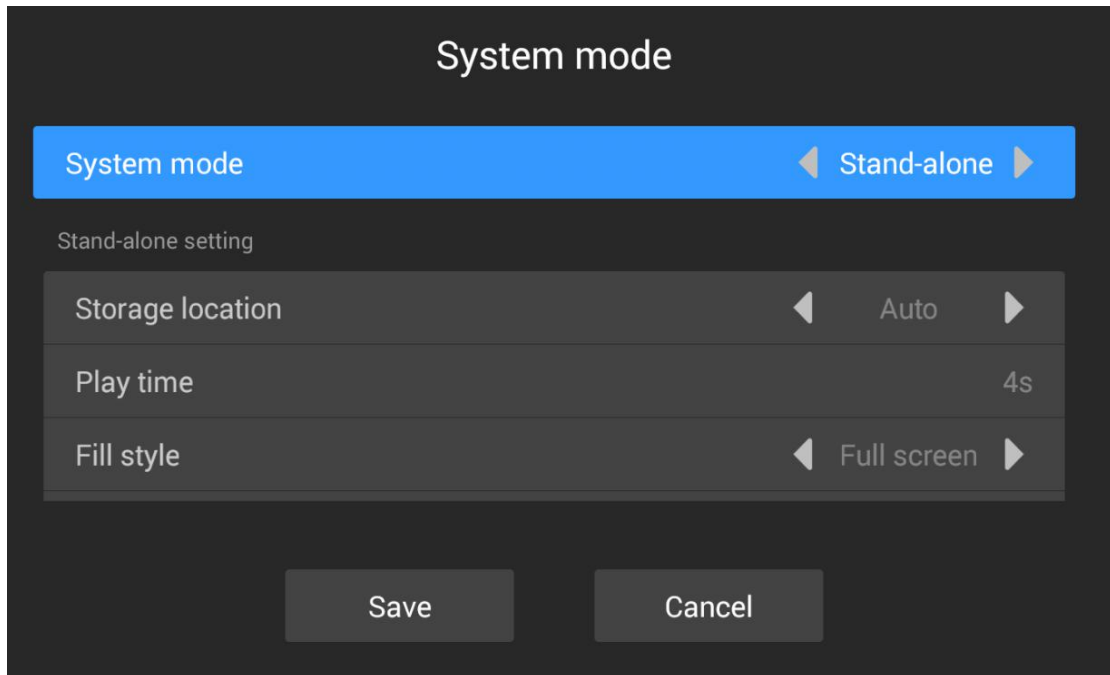 System mode
System mode Stand-alone
Stand-alone setting
Storage location Auto
Play time 4s
Fill style Full screen
Save Cancel